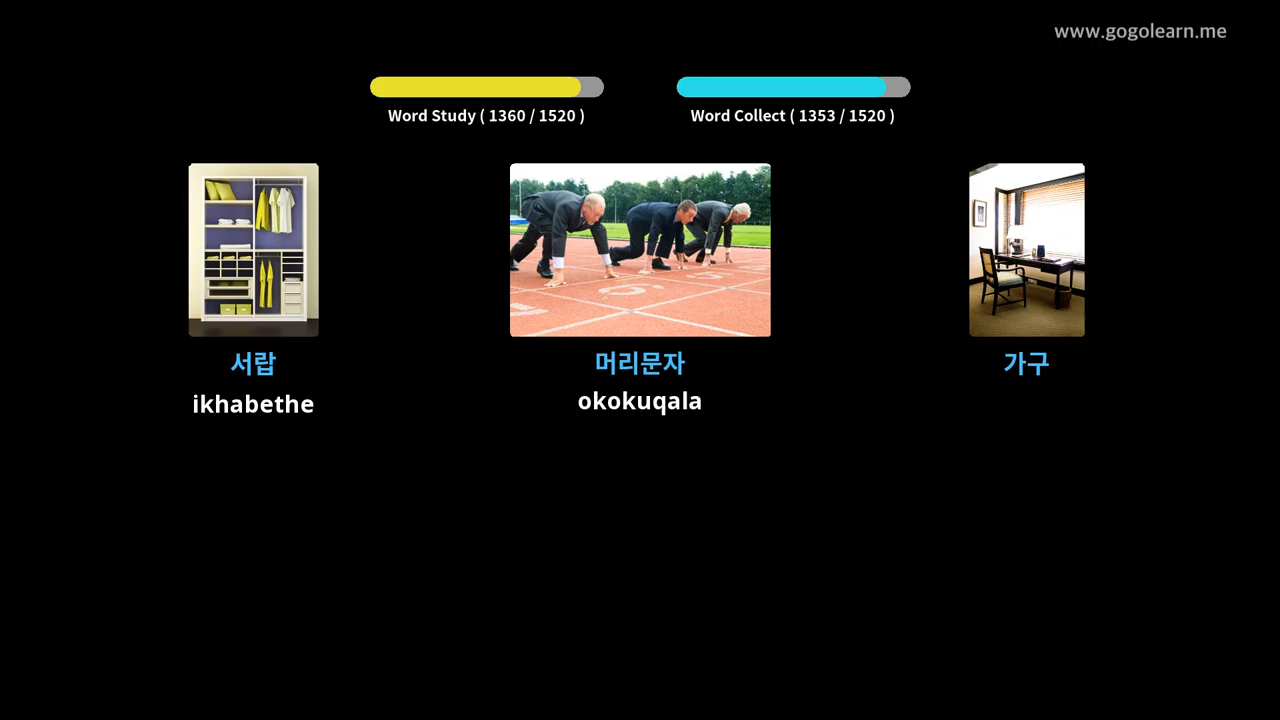 www.gogolearn.me
Word Study ( 1360 / 1520 )
Word Collect ( 1353 / 1520 )
서랍
머리문자
가구
ikhabethe
okokuqala